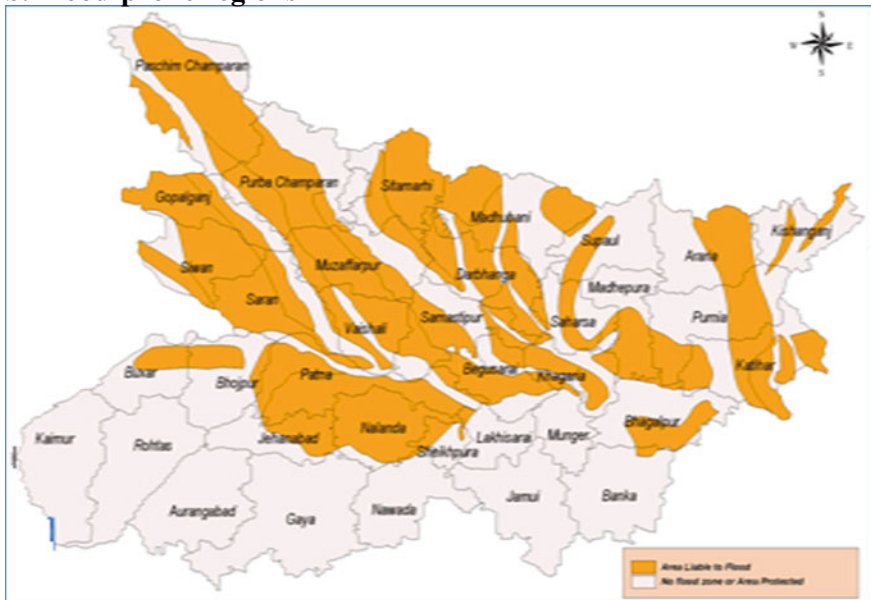 N
W E
S
Paschim Champaran
Gopalganj
Purba Champaran
Sitamarhi
Madhubani
Supaul
Araria
Kishanganj
Siwan
Muzaffarpur
Darbhanga
Madhepura
Saran
Vaishali
Samastipur
Saharsa
Purnia
Buxar
Bhojpur
Patna
Begusarai
Khagaria
Katihar
Kaimur
Rohtas
Jehanabad
Nalanda
Sheikhpura
Lakhisarai
Munger
Bhagalpur
Aurangabad
Gaya
Nawada
Jamui
Banka
Area Liable to Flood
No flood zone or Area Protected